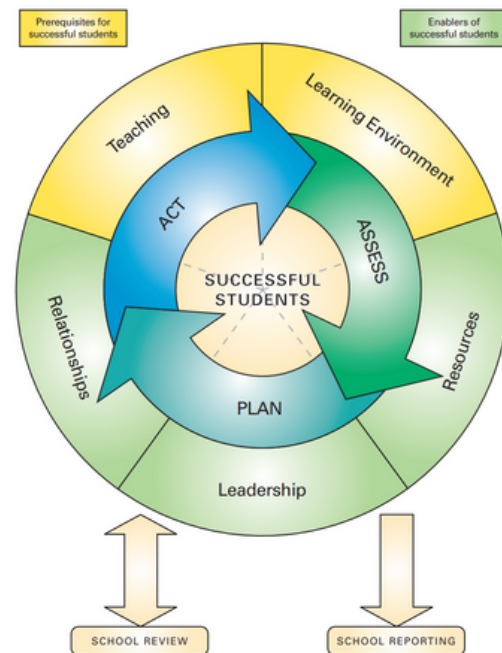 Prerequisites for
successful students
Enablers of
successful students
Teaching
Learning Environment
ACT
ASSESS
SUCCESSFUL
STUDENTS
Relationships
Resources
PLAN
Leadership
SCHOOL REVIEW
SCHOOL REPORTING